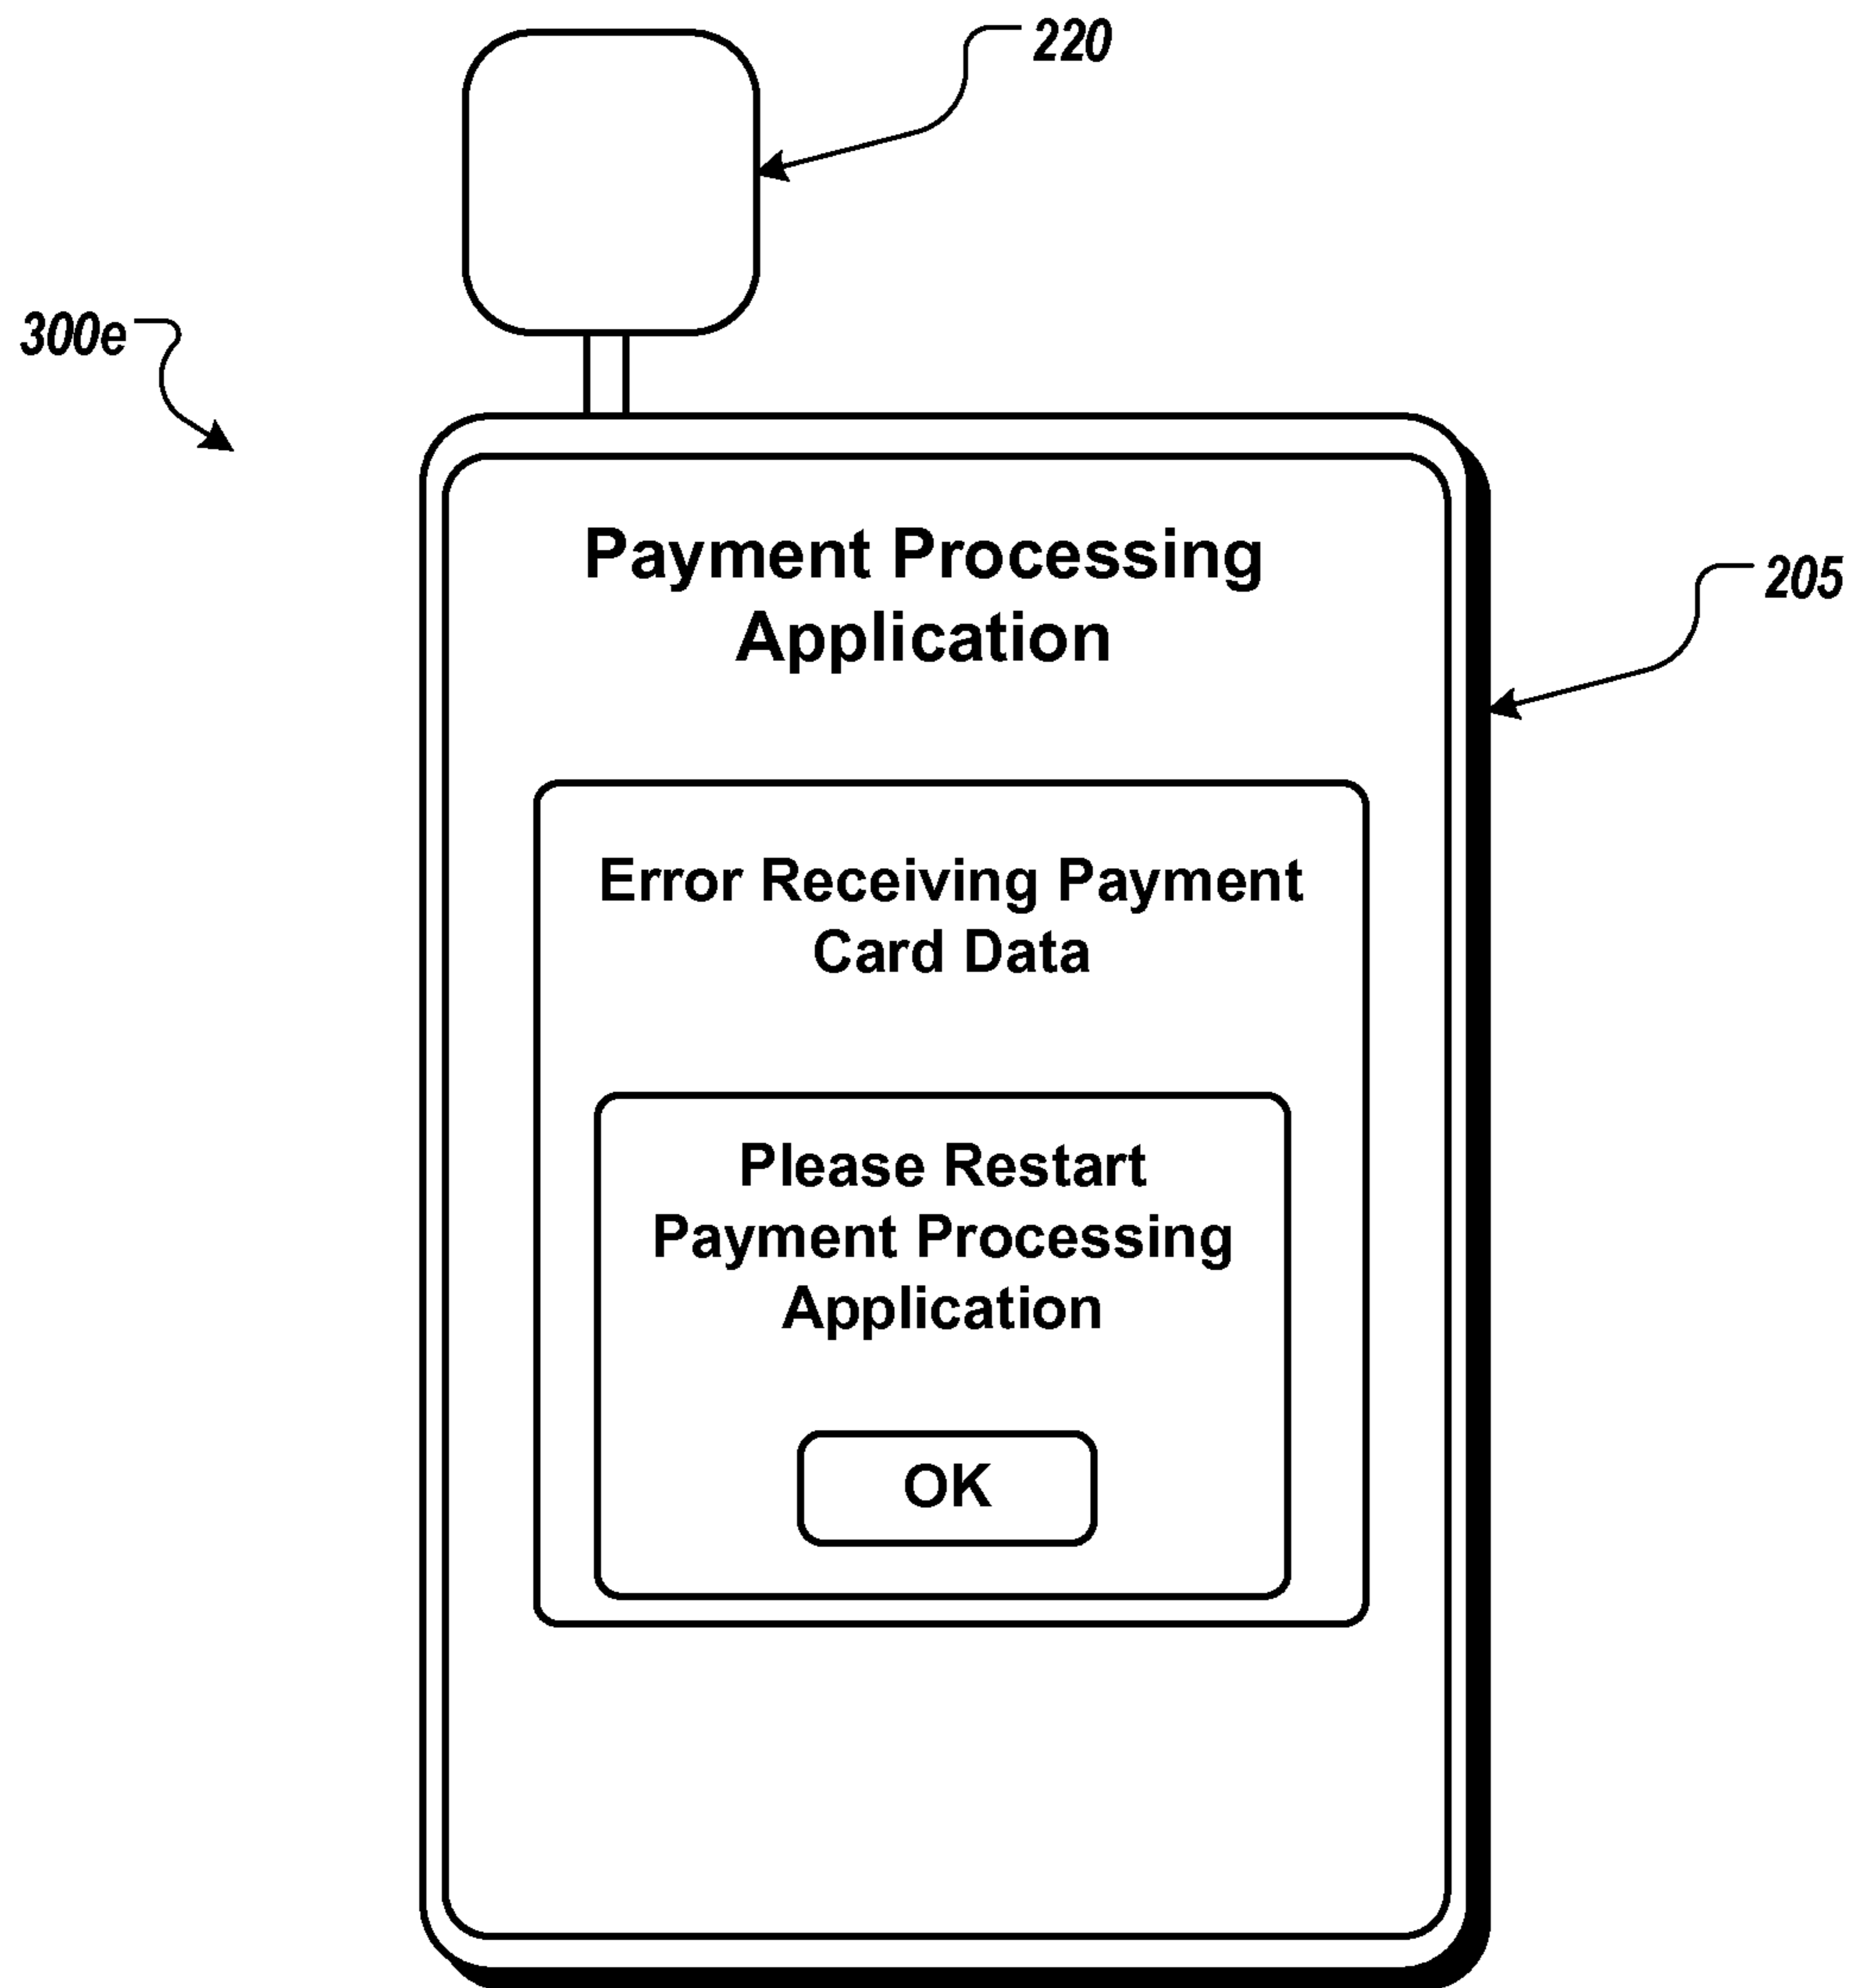 220
300e
Payment Processing
Application
205
Error Receiving Payment
Card Data
Please Restart
Payment Processing
Application
OK